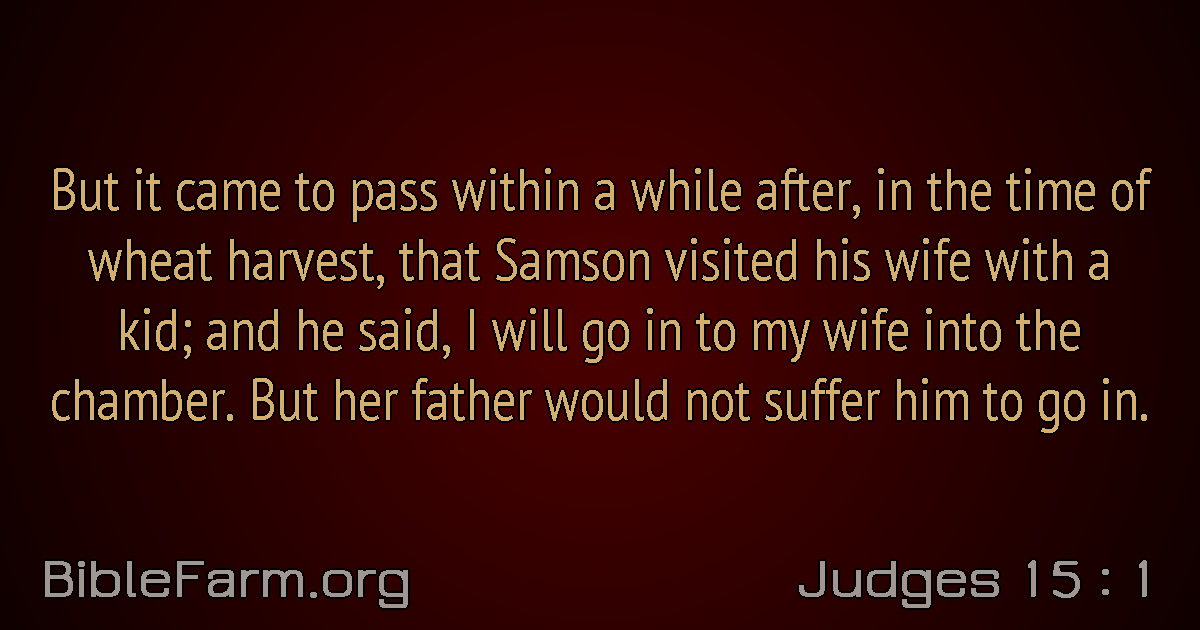 But it came to pass within a while after, in the time of
wheat harvest, that Samson visited his wife with a
kid; and he said, I will go in to my wife into the
chamber. But her father would not suffer him to go in.
BibleFarm.org
Judges 15 : 1